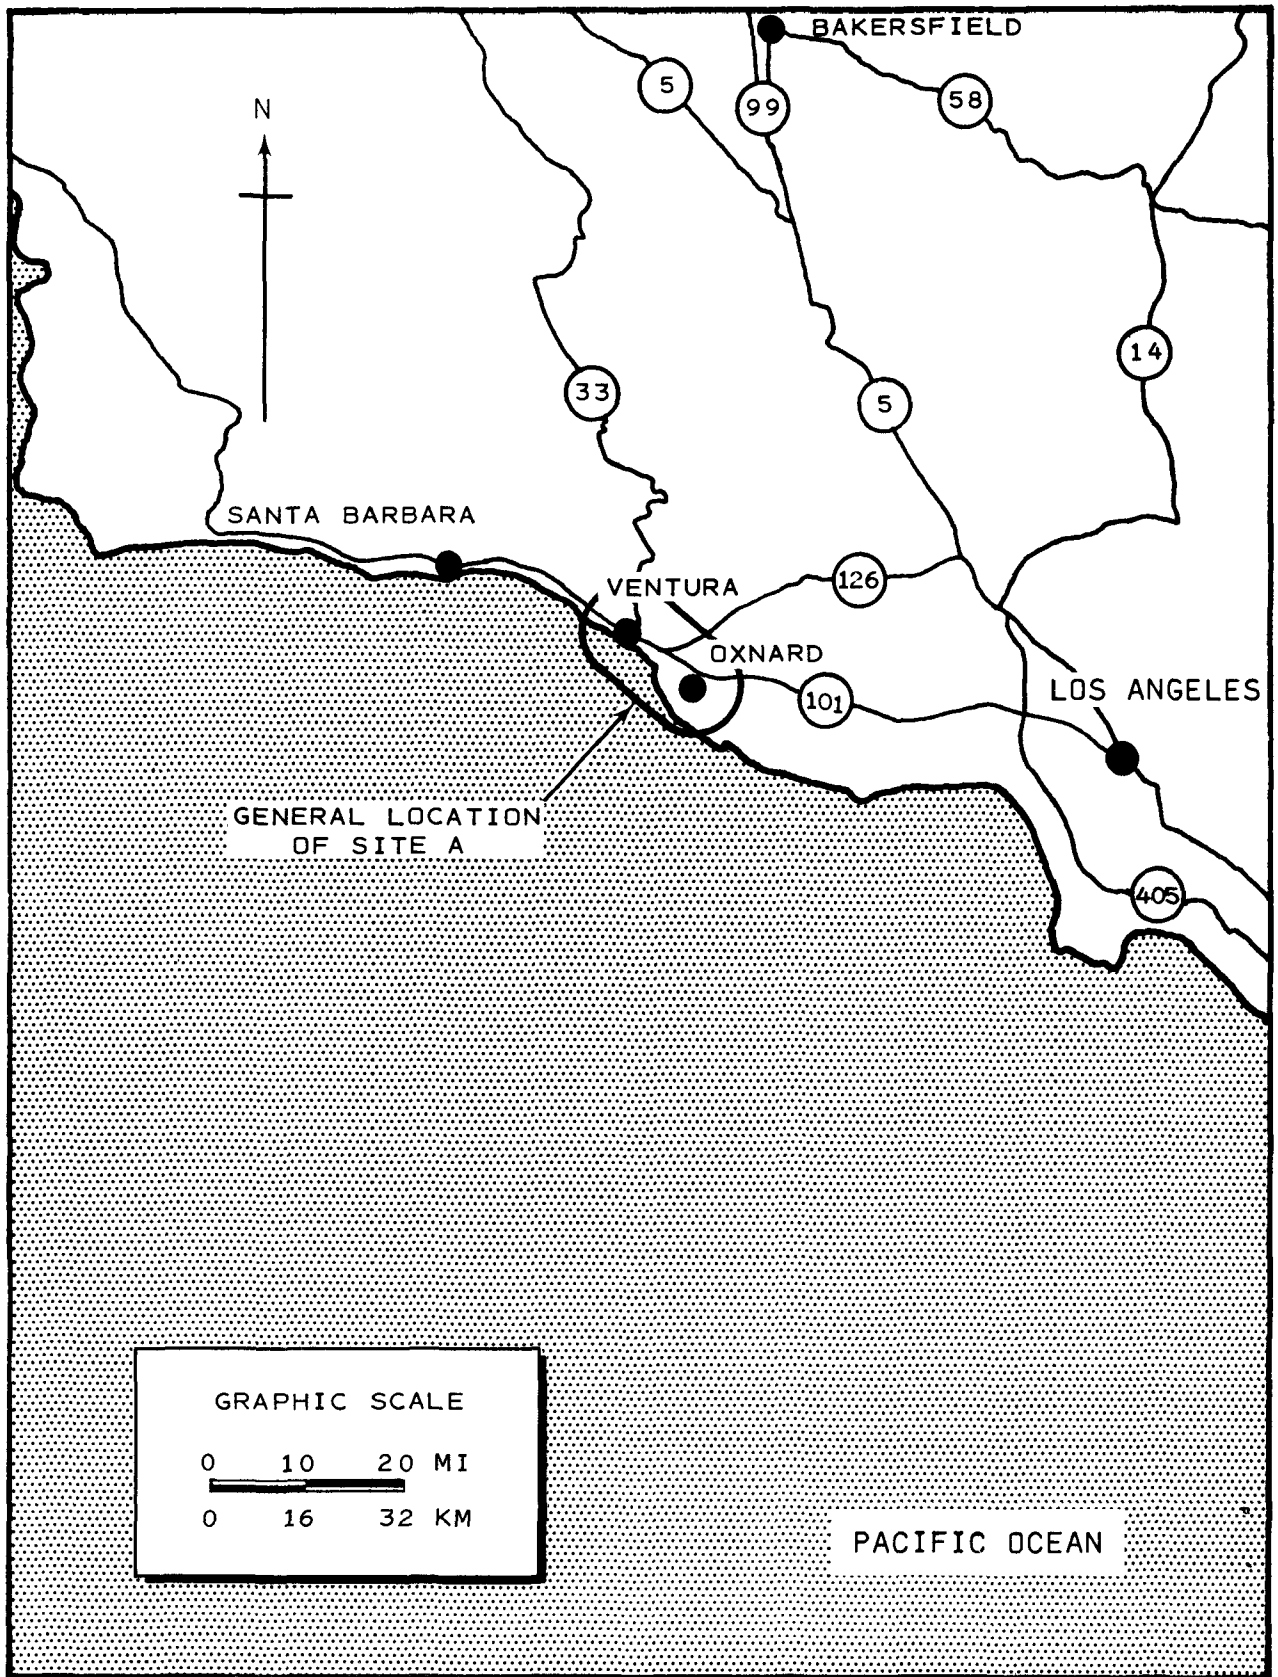 BAKERSFIELD
5
99
58
N
14
33
5
SANTA BARBARA
126
VENTURA
OXNARD
LOS ANGELES
101
GENERAL LOCATION
OF SITE A
405
GRAPHIC SCALE
0 10 20 MI
0 16 32 KM
PACIFIC OCEAN